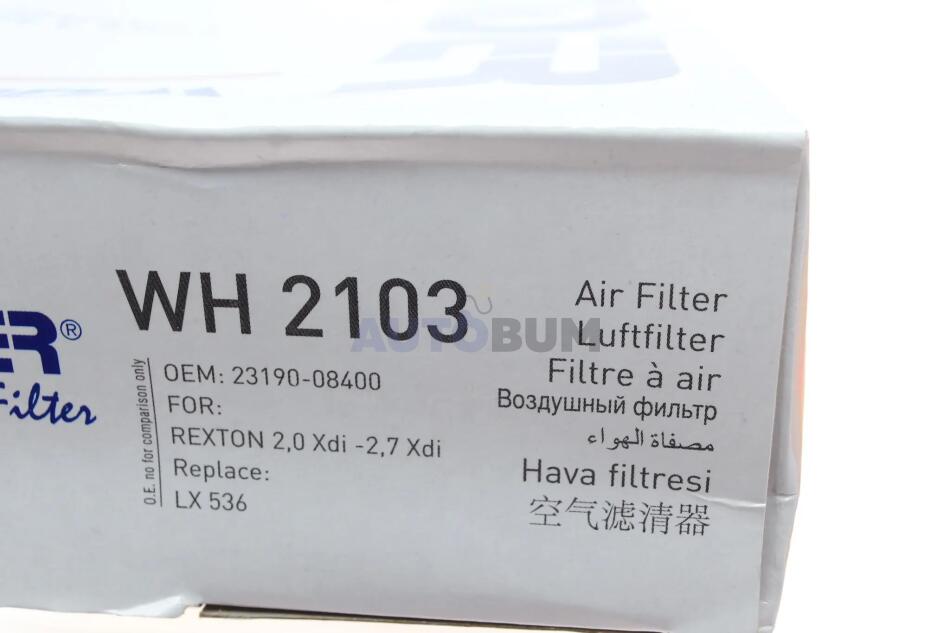 WH 2103
ER®
Filter
O.E. no for comparison only
OEM: 23190-08400
FOR:
REXTON 2,0 Xdi -2,7 Xdi
Replace:
LX 536
Air Filter
Luftfilter
Filtre à air
Воздушный фильтр
مصفاة الهواء
Hava filtresi
空气滤清器
AUTOBUM